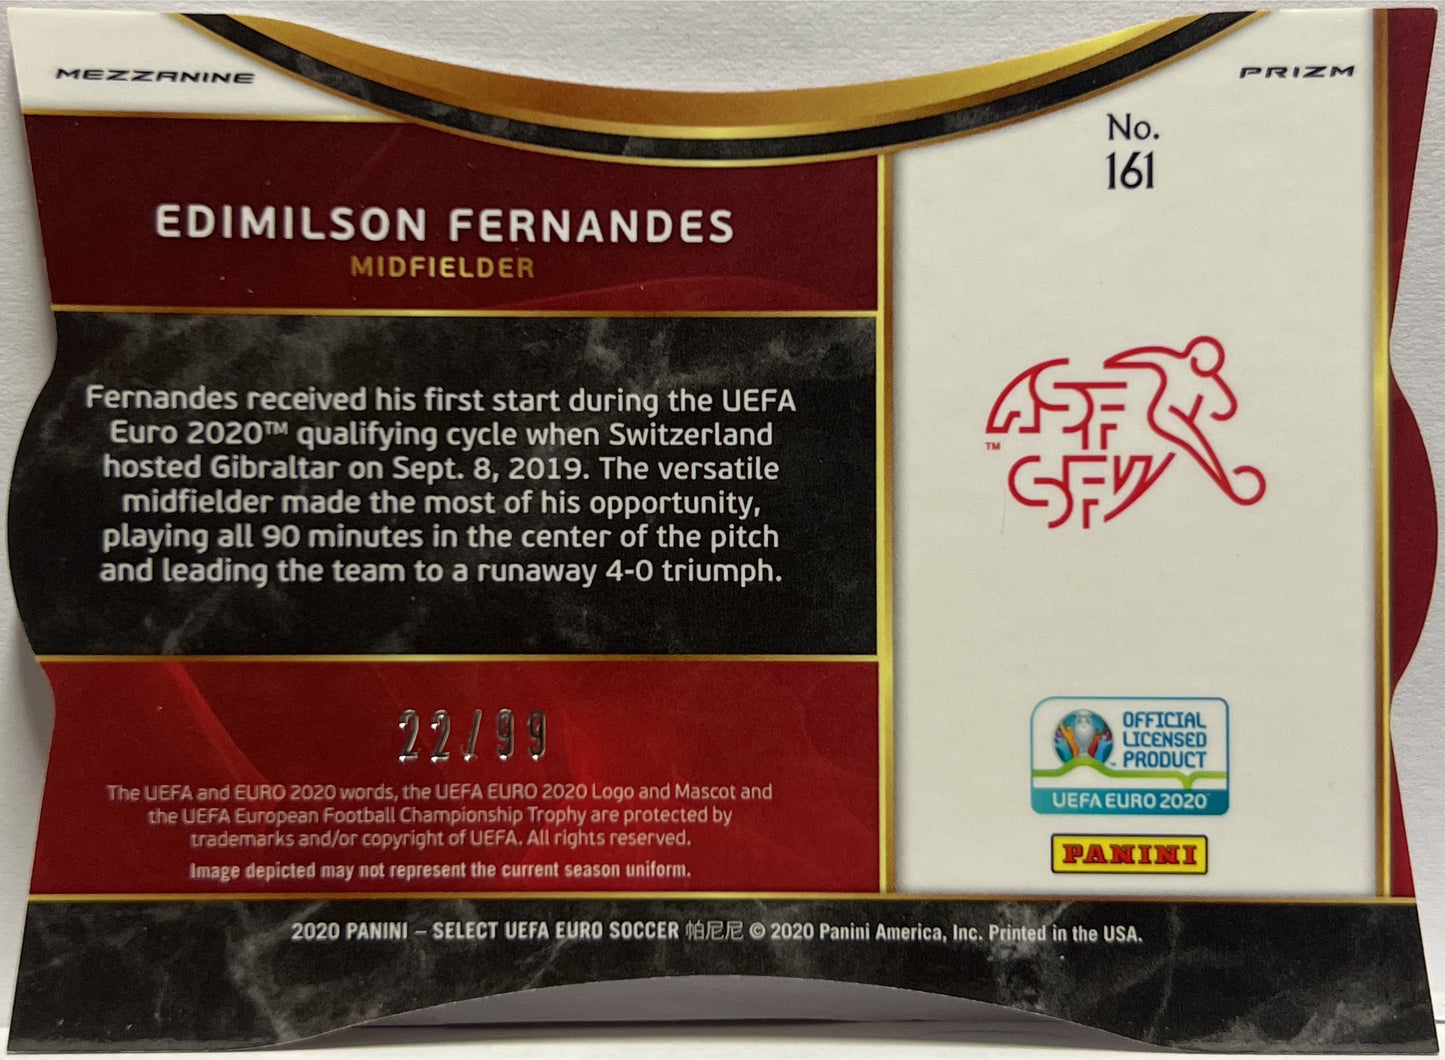 MEZZANINE
PRIZM
No.
161
EDIMILSON FERNANDES
MIDFIELDER
Fernandes received his first start during the UEFA
Euro 2020™ qualifying cycle when Switzerland
hosted Gibraltar on Sept. 8, 2019. The versatile
midfielder made the most of his opportunity,
playing all 90 minutes in the center of the pitch
and leading the team to a runaway 4-0 triumph.
ASF
SFV
™
22/99
The UEFA and EURO 2020 words, the UEFA EURO 2020 Logo and Mascot and
the UEFA European Football Championship Trophy are protected by
trademarks and/or copyright of UEFA. All rights reserved.
Image depicted may not represent the current season uniform.
OFFICIAL
LICENSED
PRODUCT
UEFA EURO 2020
PANINI
2020 PANINI – SELECT UEFA EURO SOCCER 帕尼尼 © 2020 Panini America, Inc. Printed in the USA.